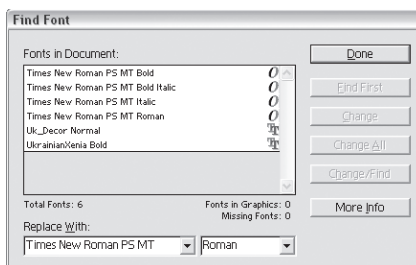 Find Font
Fonts in Document:
Times New Roman PS MT Bold
Times New Roman PS MT Bold Italic
Times New Roman PS MT Italic
Times New Roman PS MT Roman
Uk_Decor Normal
UkrainianXenia Bold
Total Fonts: 6
Fonts in Graphics: 0
Missing Fonts: 0
Replace With:
Times New Roman PS MT
Roman
Done
Find First
Change
Change All
Change/Find
More Info